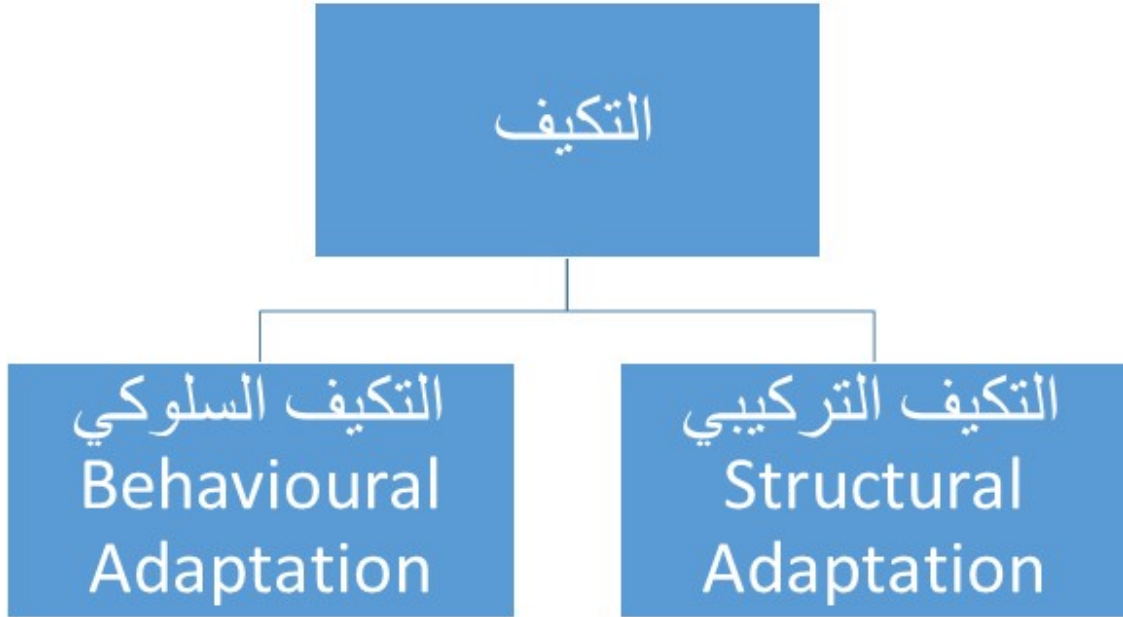 التكيف
التكيف التركيبي
Structural
Adaptation
التكيف السلوكي
Behavioural
Adaptation